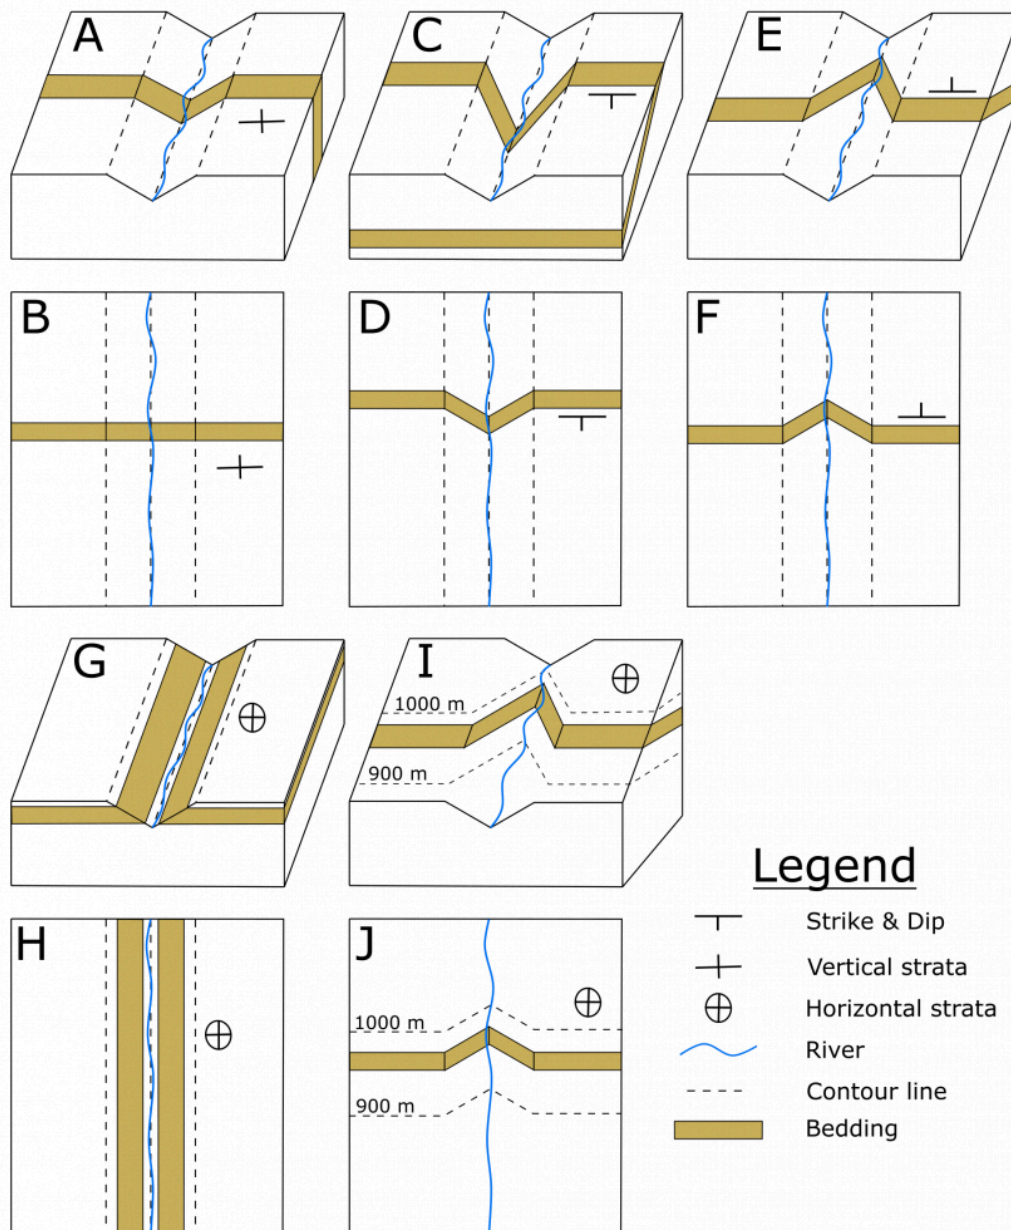 A
C
E
B
D
F
G
I
1000 m
900 m
H
J
1000 m
900 m
Legend
Strike & Dip
Vertical strata
Horizontal strata
River
Contour line
Bedding